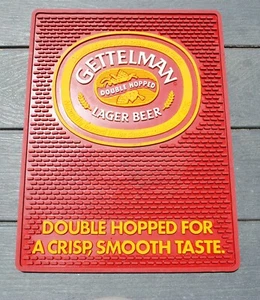 GETTELMAN
DOUBLE HOPPED
LAGER BEER
DOUBLE HOPPED FOR
A CRISP, SMOOTH TASTE.